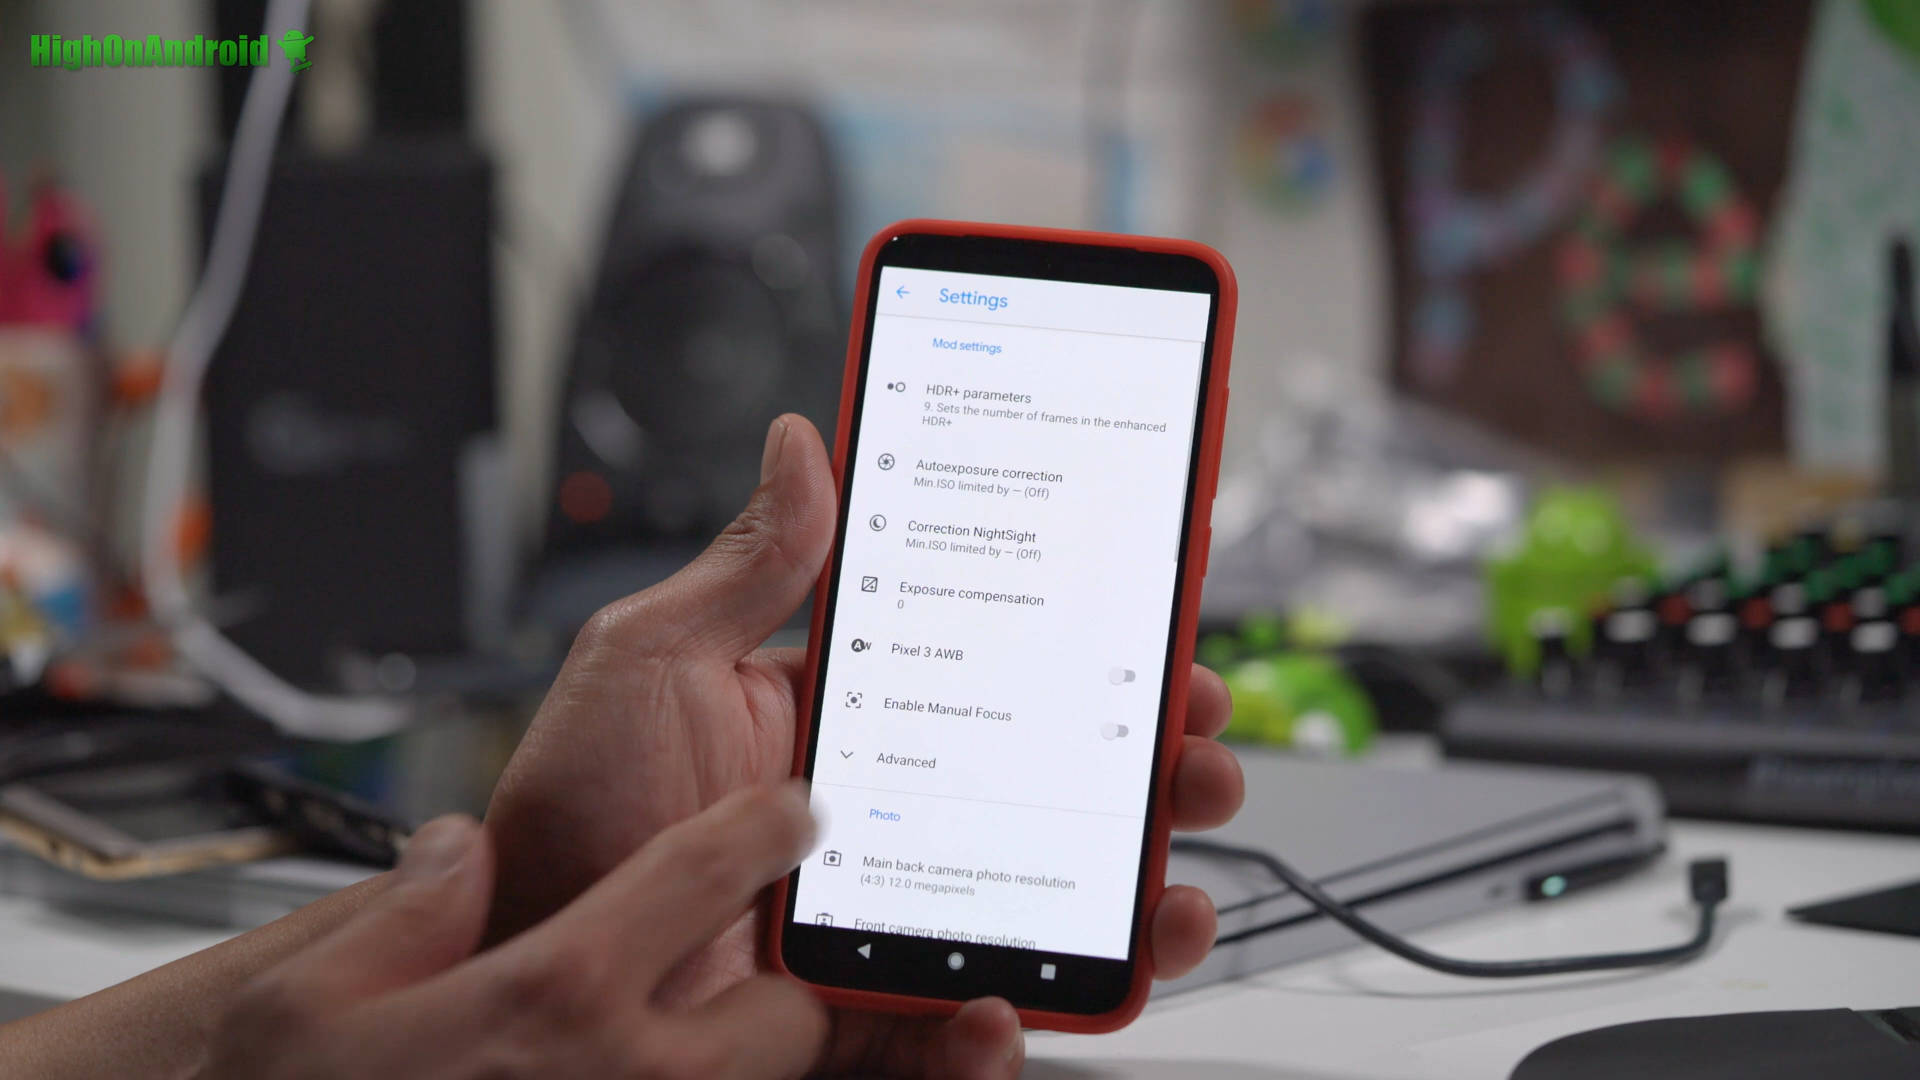 HighOnAndroid
Settings
Mod settings
HDR+ parameters
9. Sets the number of frames in the enhanced
HDR+
Autoexposure correction
Min.ISO limited by — (Off)
Correction NightSight
Min.ISO limited by — (Off)
Exposure compensation
0
AW
Pixel 3 AWB
Enable Manual Focus
Advanced
Photo
Main back camera photo resolution
(4:3) 12.0 megapixels
Front camera photo resolution